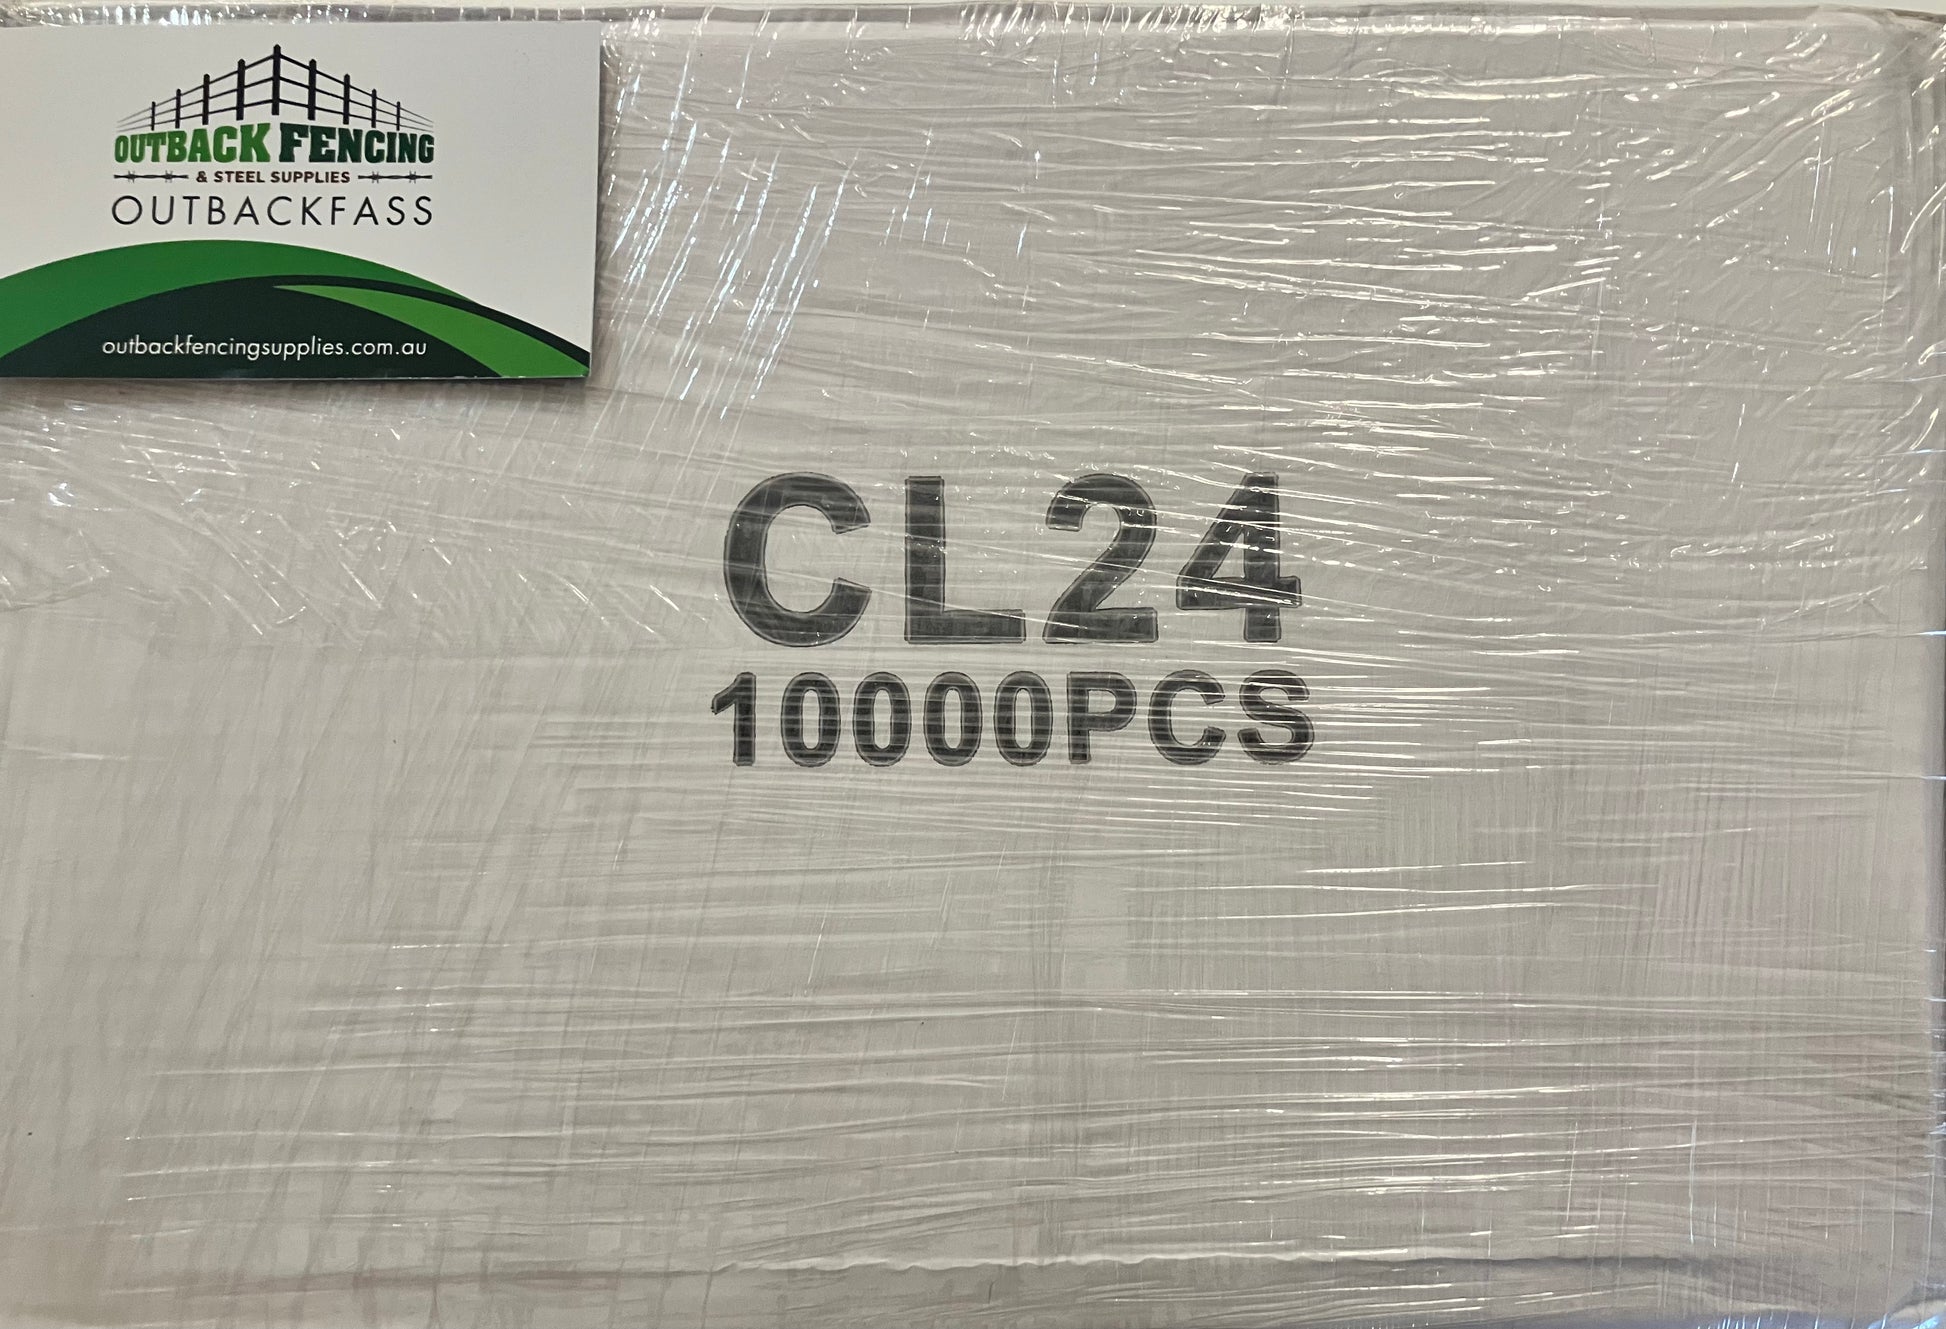 OUTBACK FENCING
& STEEL SUPPLIES
OUTBACKFASS
outbackfencingsupplies.com.au
CL24
10000PCS